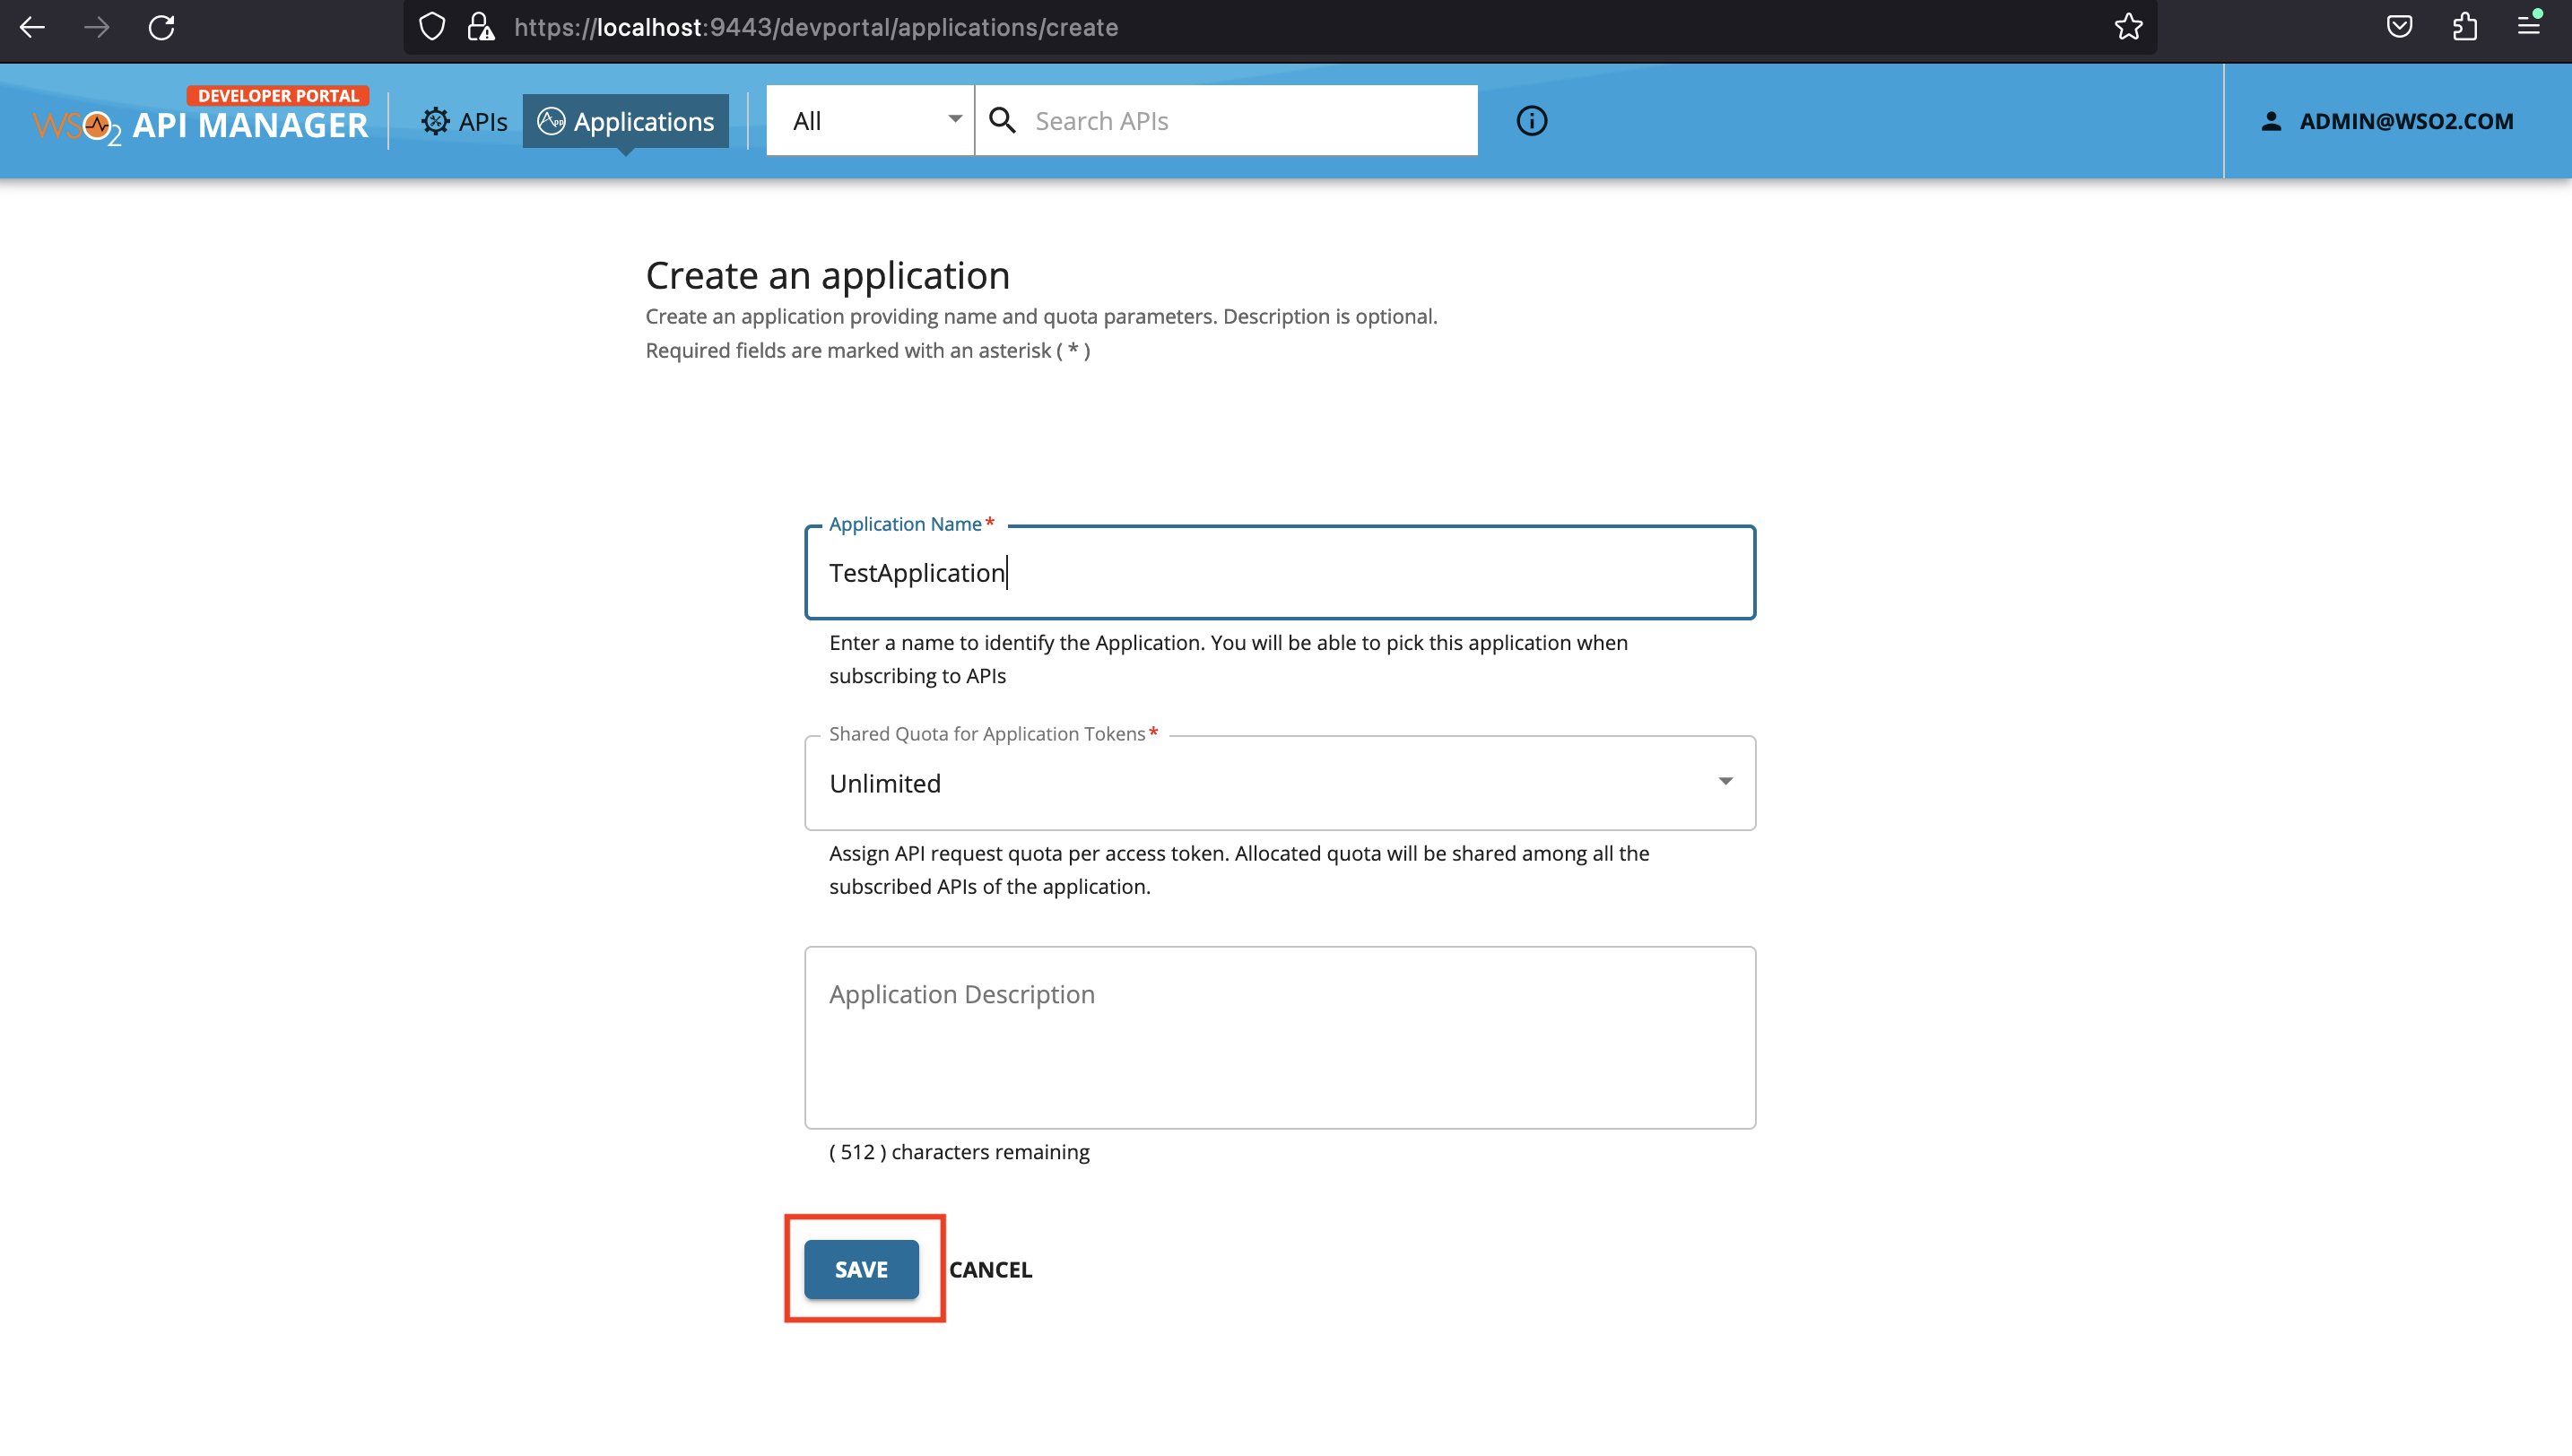 https://localhost:9443/devportal/applications/create
DEVELOPER PORTAL
WSO2 API MANAGER
APIs
App
Applications
All
Search APIs
ADMIN@WSO2.COM
Create an application
Create an application providing name and quota parameters. Description is optional.
Required fields are marked with an asterisk ( * )
Application Name*
TestApplication
Enter a name to identify the Application. You will be able to pick this application when
subscribing to APIs
Shared Quota for Application Tokens*
Unlimited
Assign API request quota per access token. Allocated quota will be shared among all the
subscribed APIs of the application.
Application Description
( 512 ) characters remaining
SAVE
CANCEL